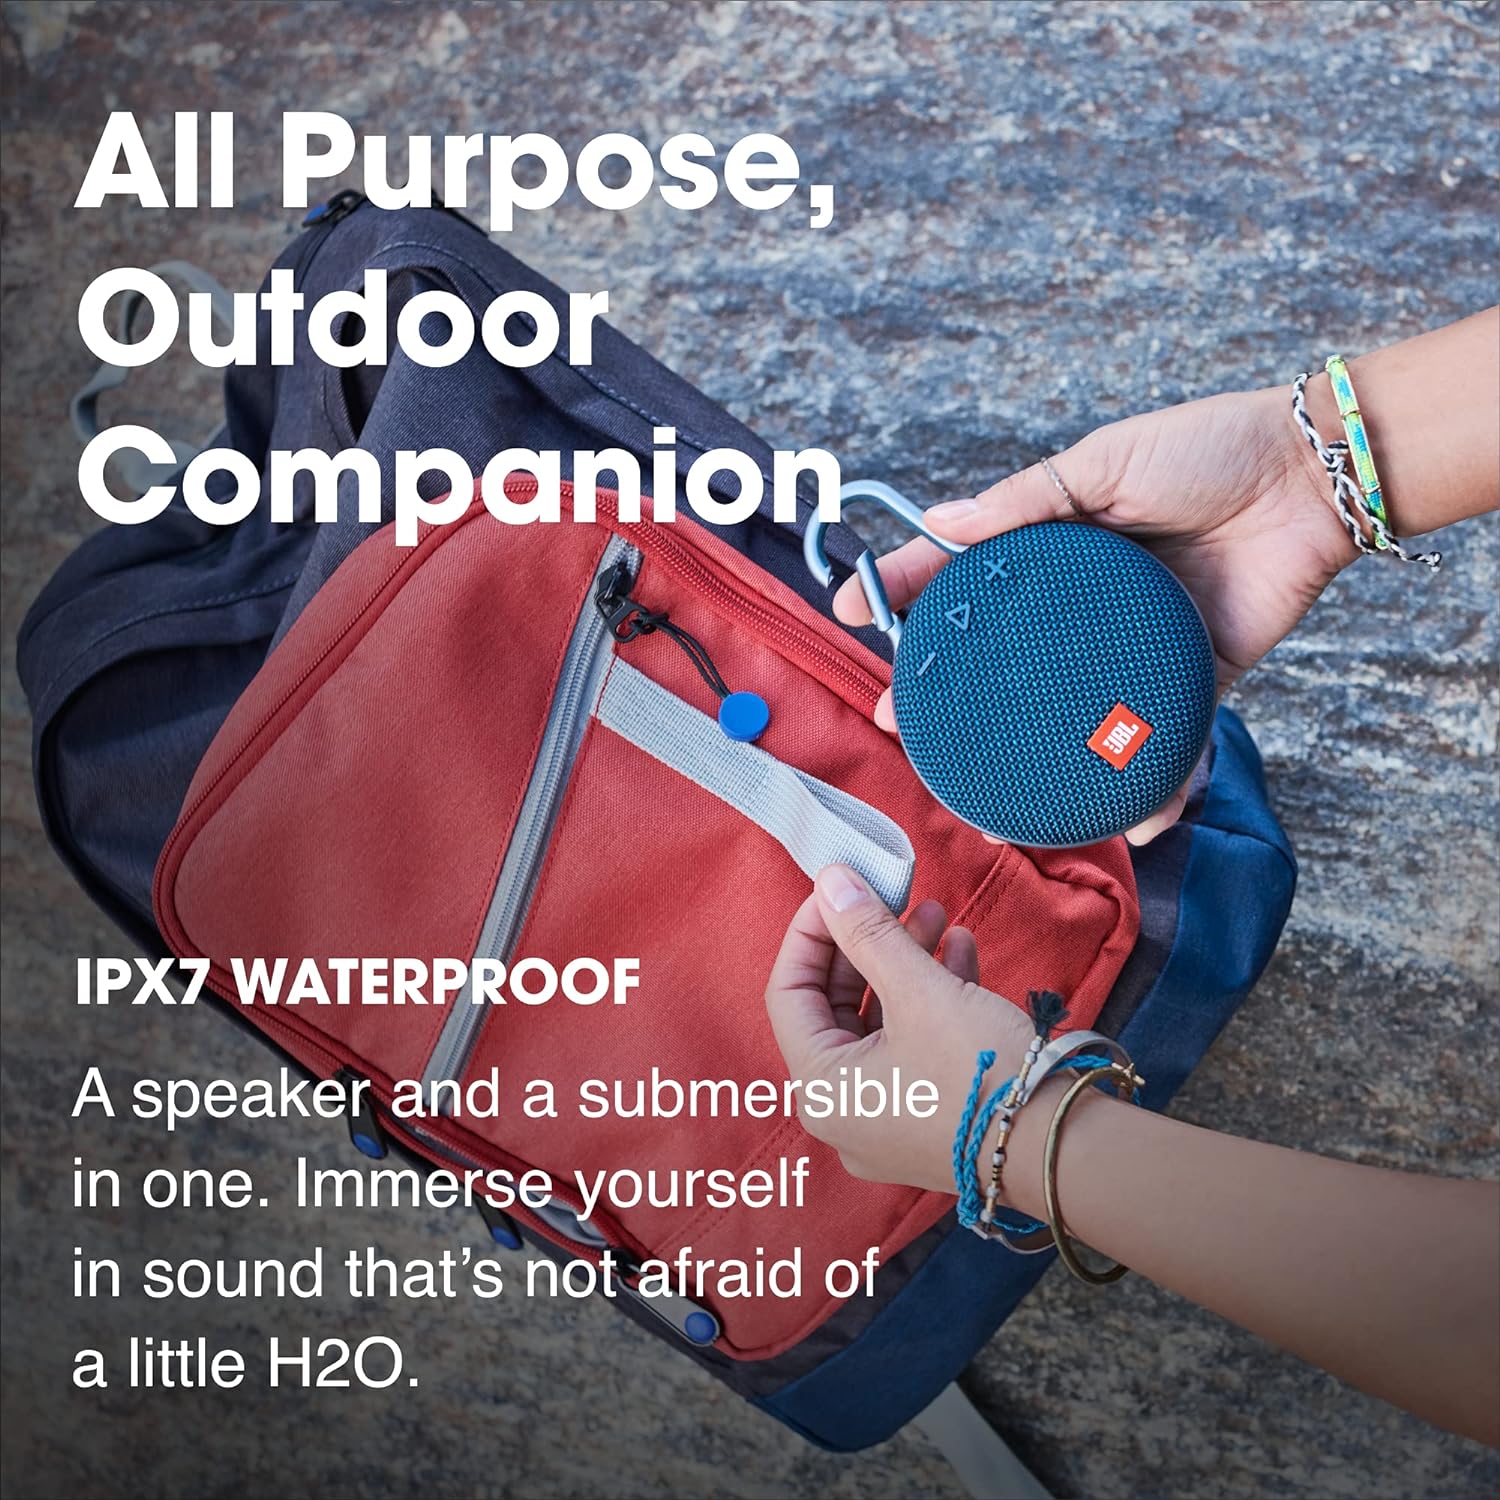 All Purpose,
Outdoor
Companion
JBL
IPX7 WATERPROOF
A speaker and a submersible
in one. Immerse yourself
in sound that’s not afraid of
a little H2O.